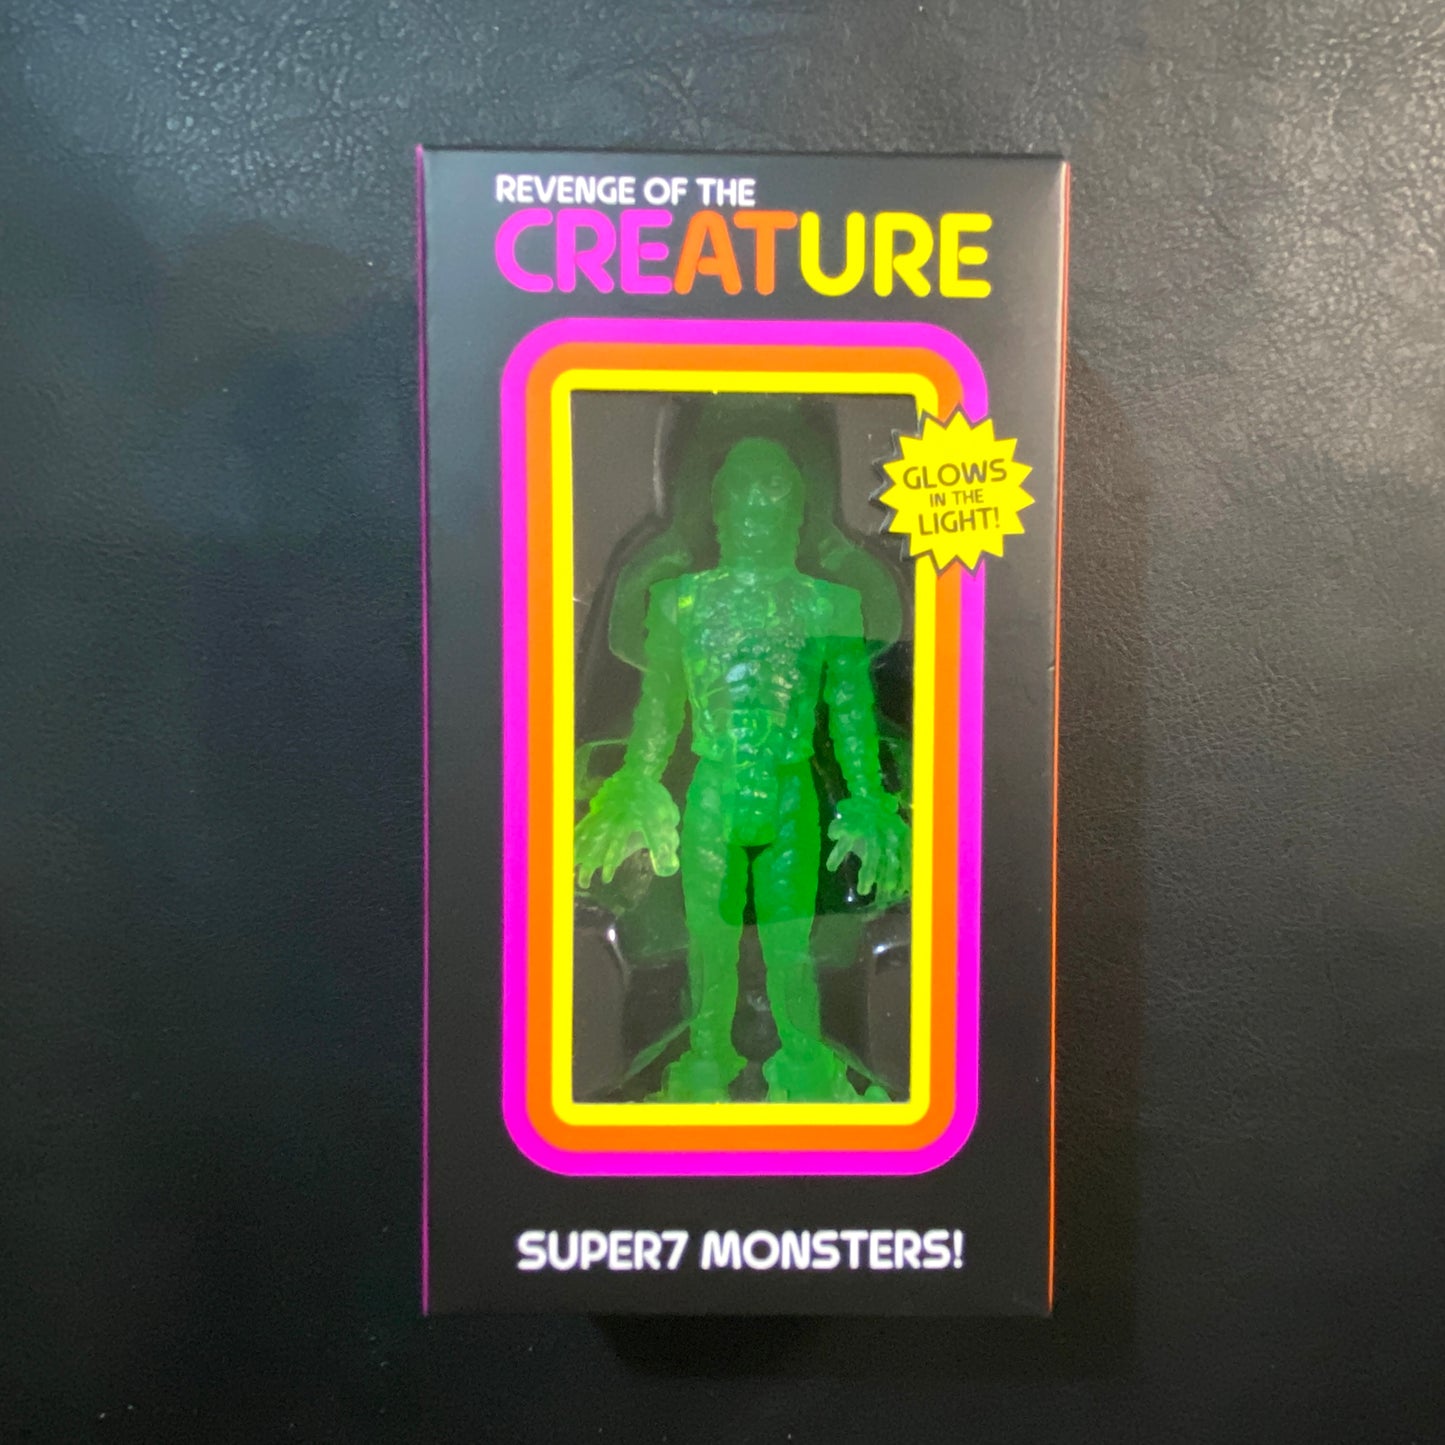 REVENGE OF THE
CREATURE
GLOWS
IN THE
LIGHT!
SUPER7 MONSTERS!